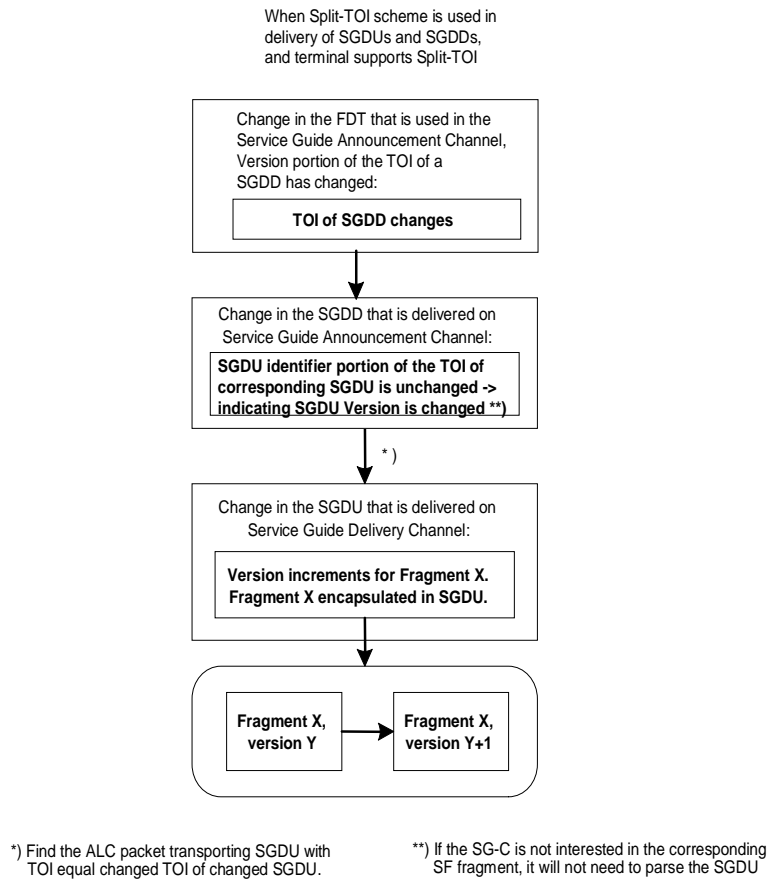 When Split-TOI scheme is used in
delivery of SGDUs and SGDDs,
and terminal supports Split-TOI
Change in the FDT that is used in the
Service Guide Announcement Channel,
Version portion of the TOI of a
SGDD has changed:
TOI of SGDD changes
Change in the SGDD that is delivered on
Service Guide Announcement Channel:
SGDU identifier portion of the TOI of
corresponding SGDU is unchanged ->
indicating SGDU Version is changed **)
* )
Change in the SGDU that is delivered on
Service Guide Delivery Channel:
Version increments for Fragment X.
Fragment X encapsulated in SGDU.
Fragment X,
version Y
Fragment X,
version Y+1
*) Find the ALC packet transporting SGDU with
TOI equal changed TOI of changed SGDU.
**) If the SG-C is not interested in the corresponding
SF fragment, it will not need to parse the SGDU